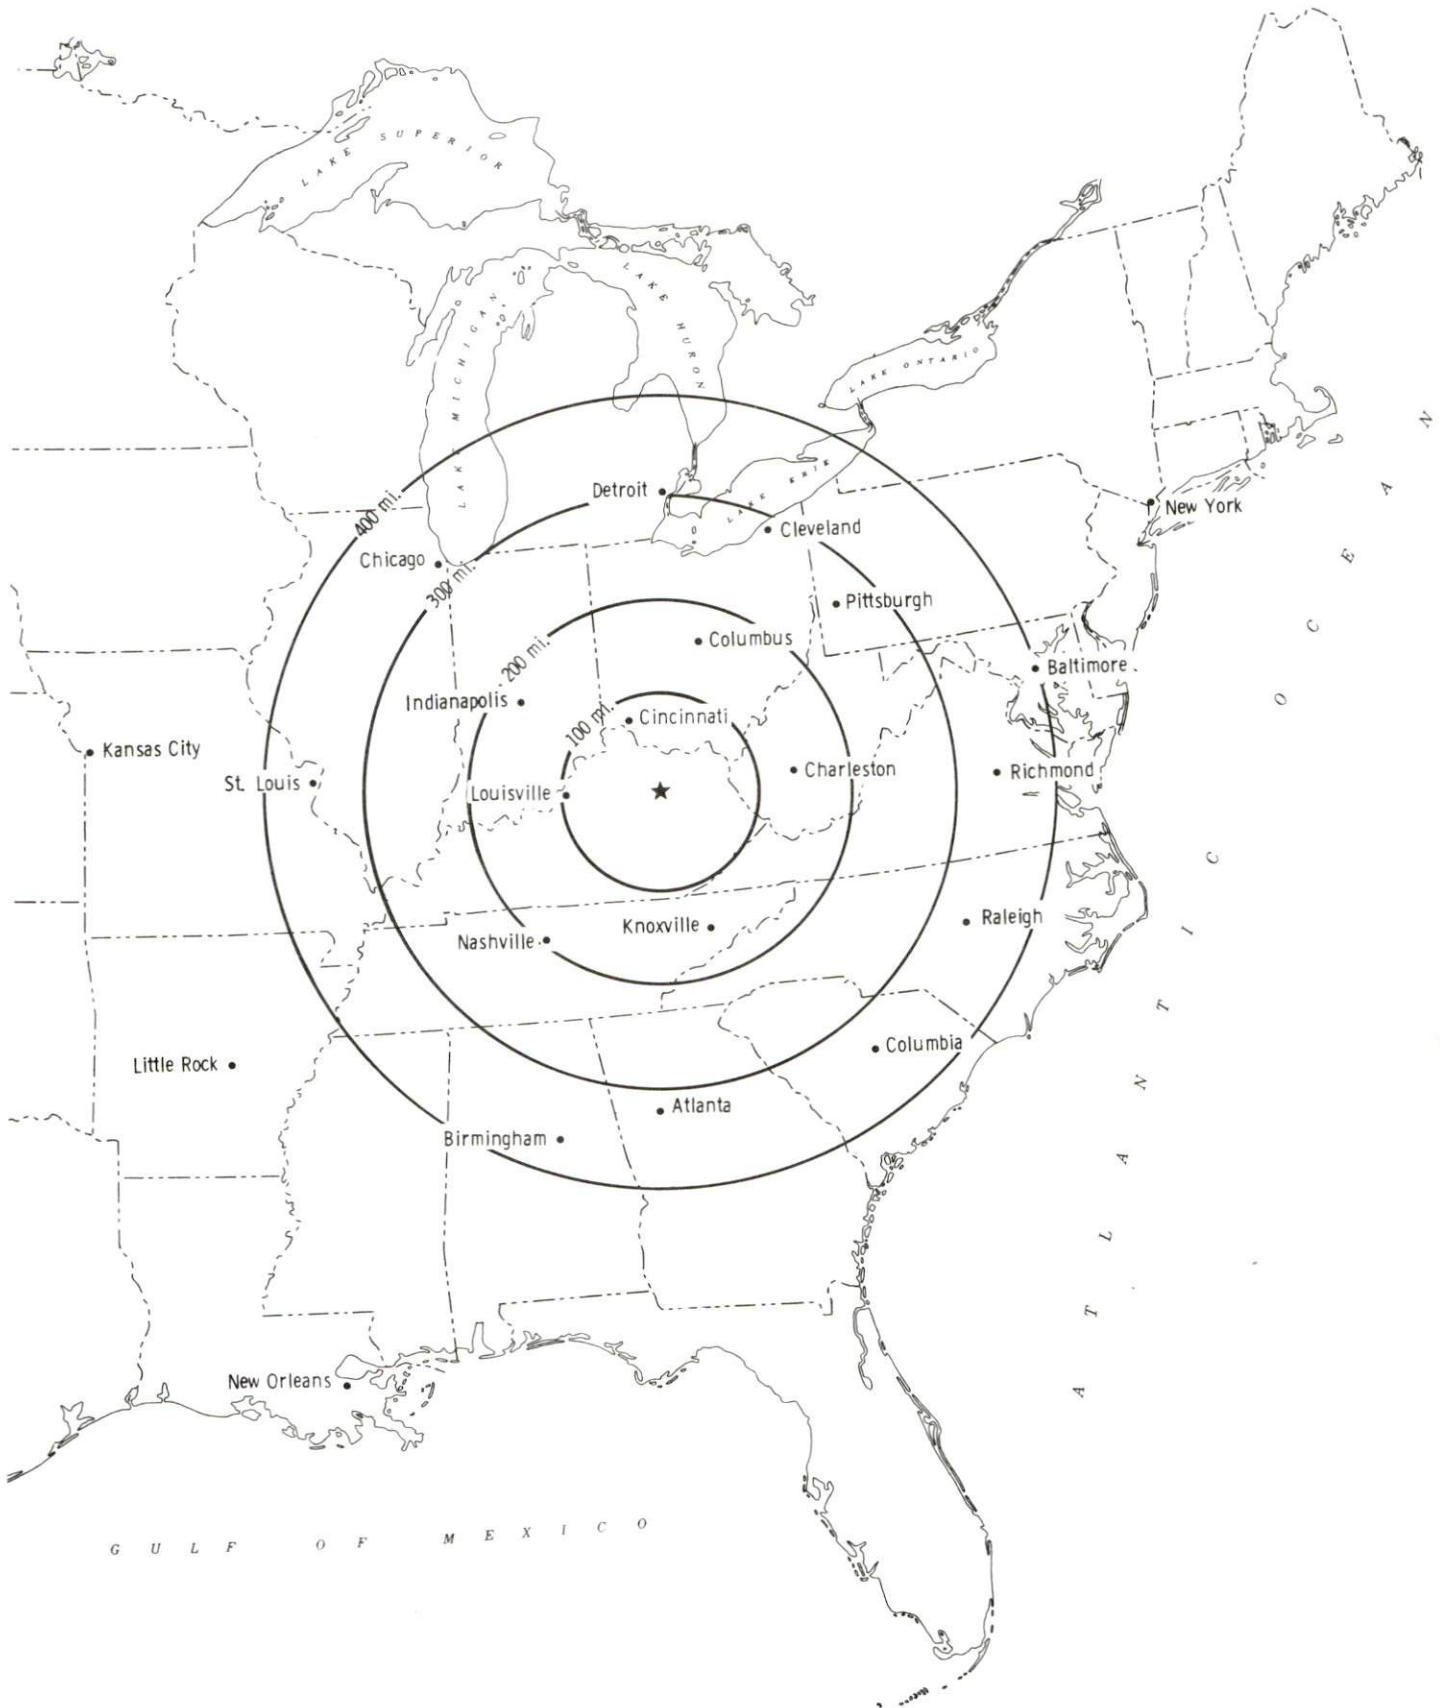 LAKE SUPERIOR
LAKE MICHIGAN
LAKE HURON
LAKE ONTARIO
LAKE ERIE
400 mi.
Detroit
New York
Cleveland
Chicago
300 mi.
Pittsburgh
Columbus
200 mi.
Baltimore
Indianapolis
100 mi.
Cincinnati
Kansas City
St. Louis
Charleston
Richmond
Louisville
Raleigh
Knoxville
Nashville
Columbia
Little Rock
Atlanta
Birmingham
New Orleans
ATLANTIC OCEAN
GULF OF MEXICO